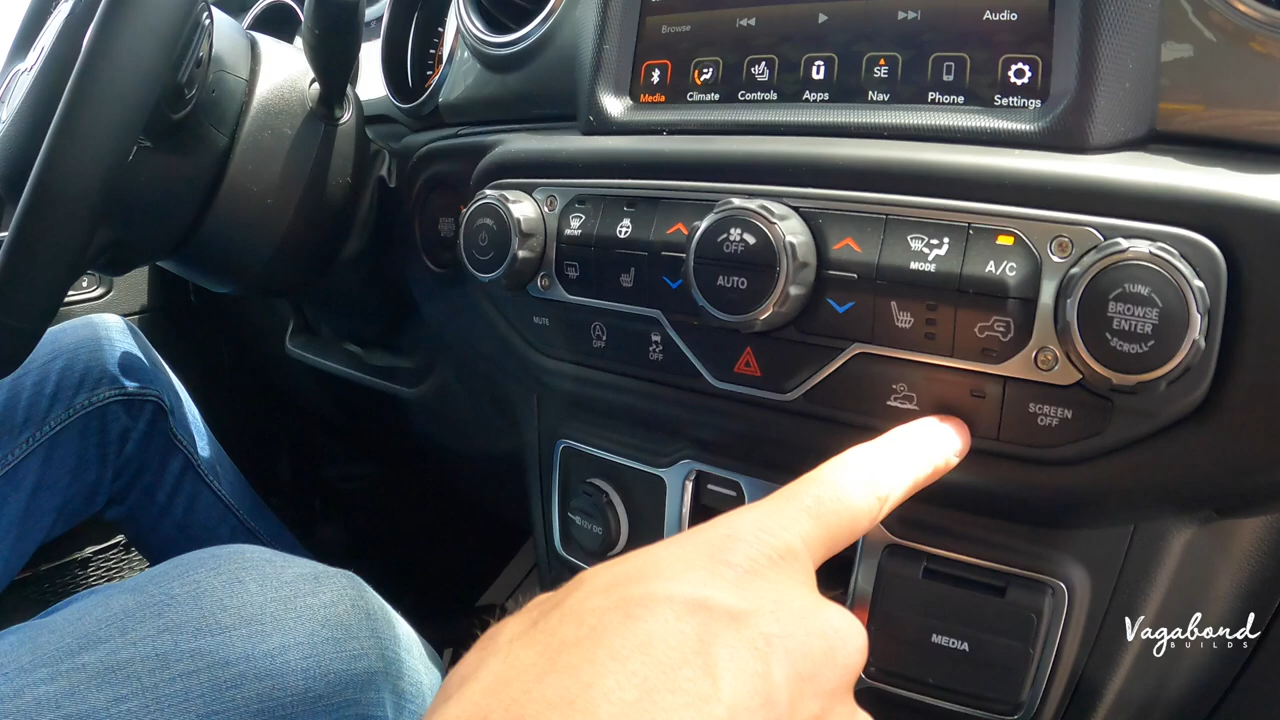 Browse
Audio
Media
Climate
Controls
Apps
SE
Nav
Phone
Settings
START
FRONT
OFF
AUTO
MODE
A/C
TUNE
BROWSE
ENTER
SCROLL
MUTE
A
OFF
OFF
SCREEN
OFF
12V DC
MEDIA
Vagabond
BUILDS